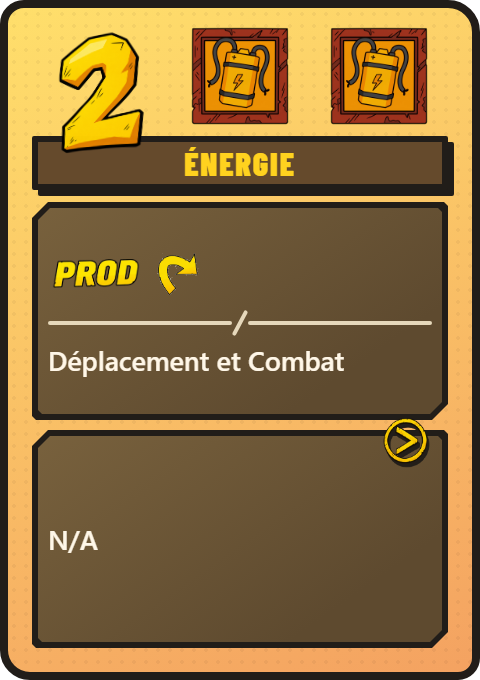 2
ÉNERGIE
PROD
/
Déplacement et Combat
N/A